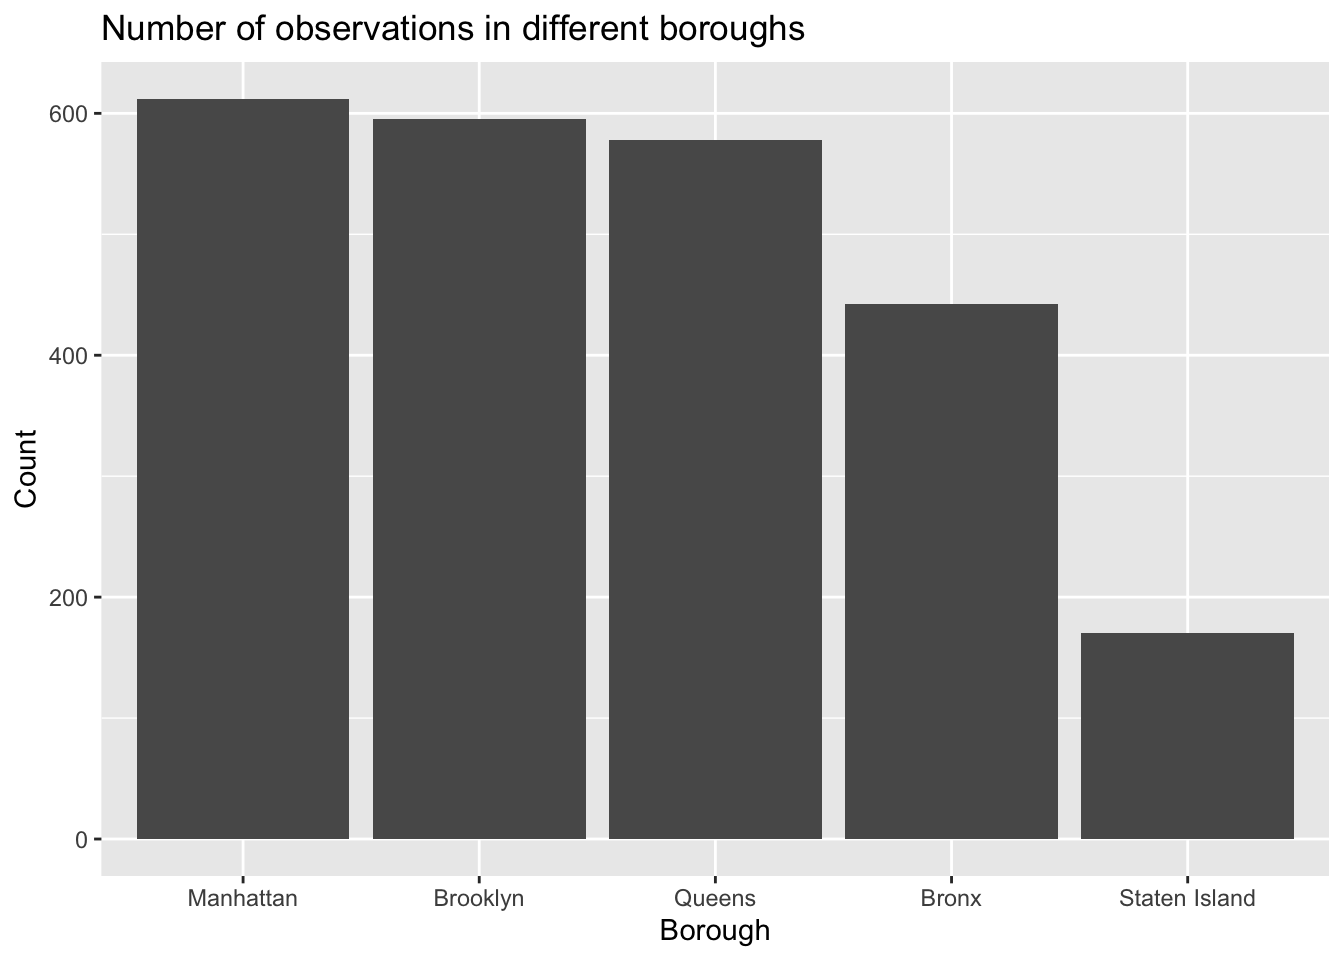 Number of observations in different boroughs
600
400
200
0
Count
Manhattan Brooklyn Queens Bronx Staten Island
Borough